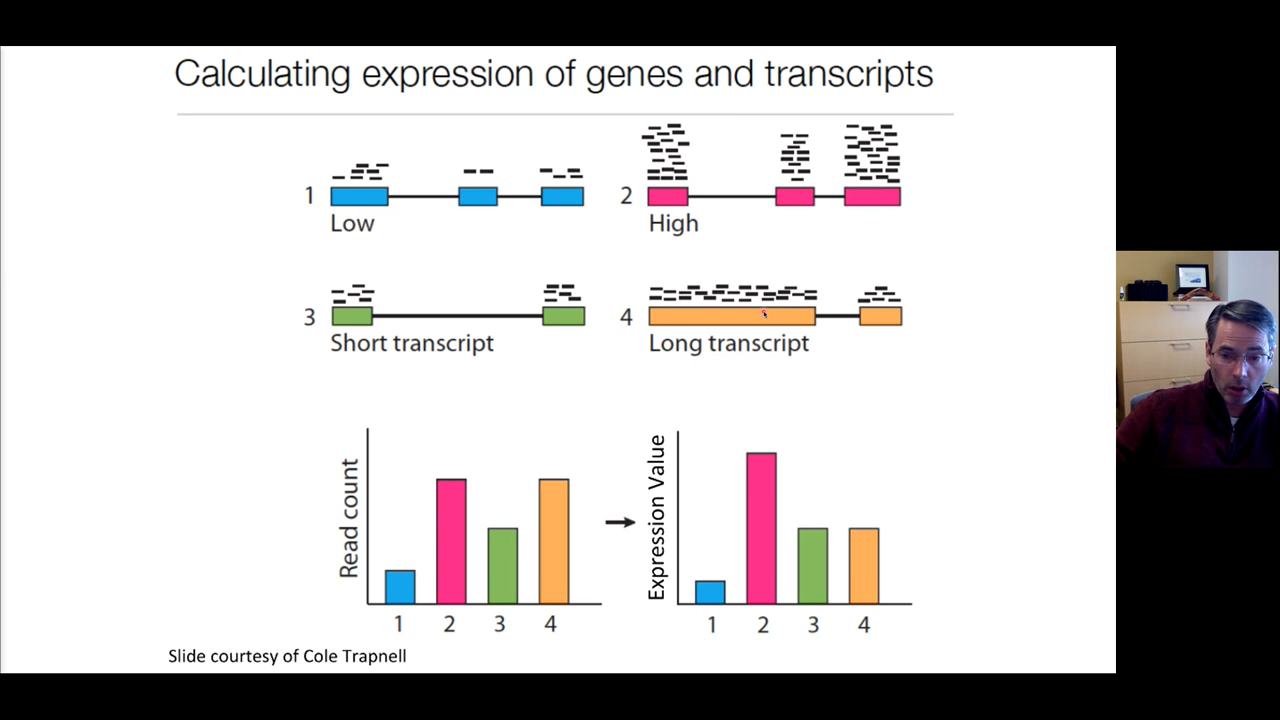 Calculating expression of genes and transcripts
1
Low
2
High
3
Short transcript
4
Long transcript
Read count
1 2 3 4
Expression Value
1 2 3 4
Slide courtesy of Cole Trapnell